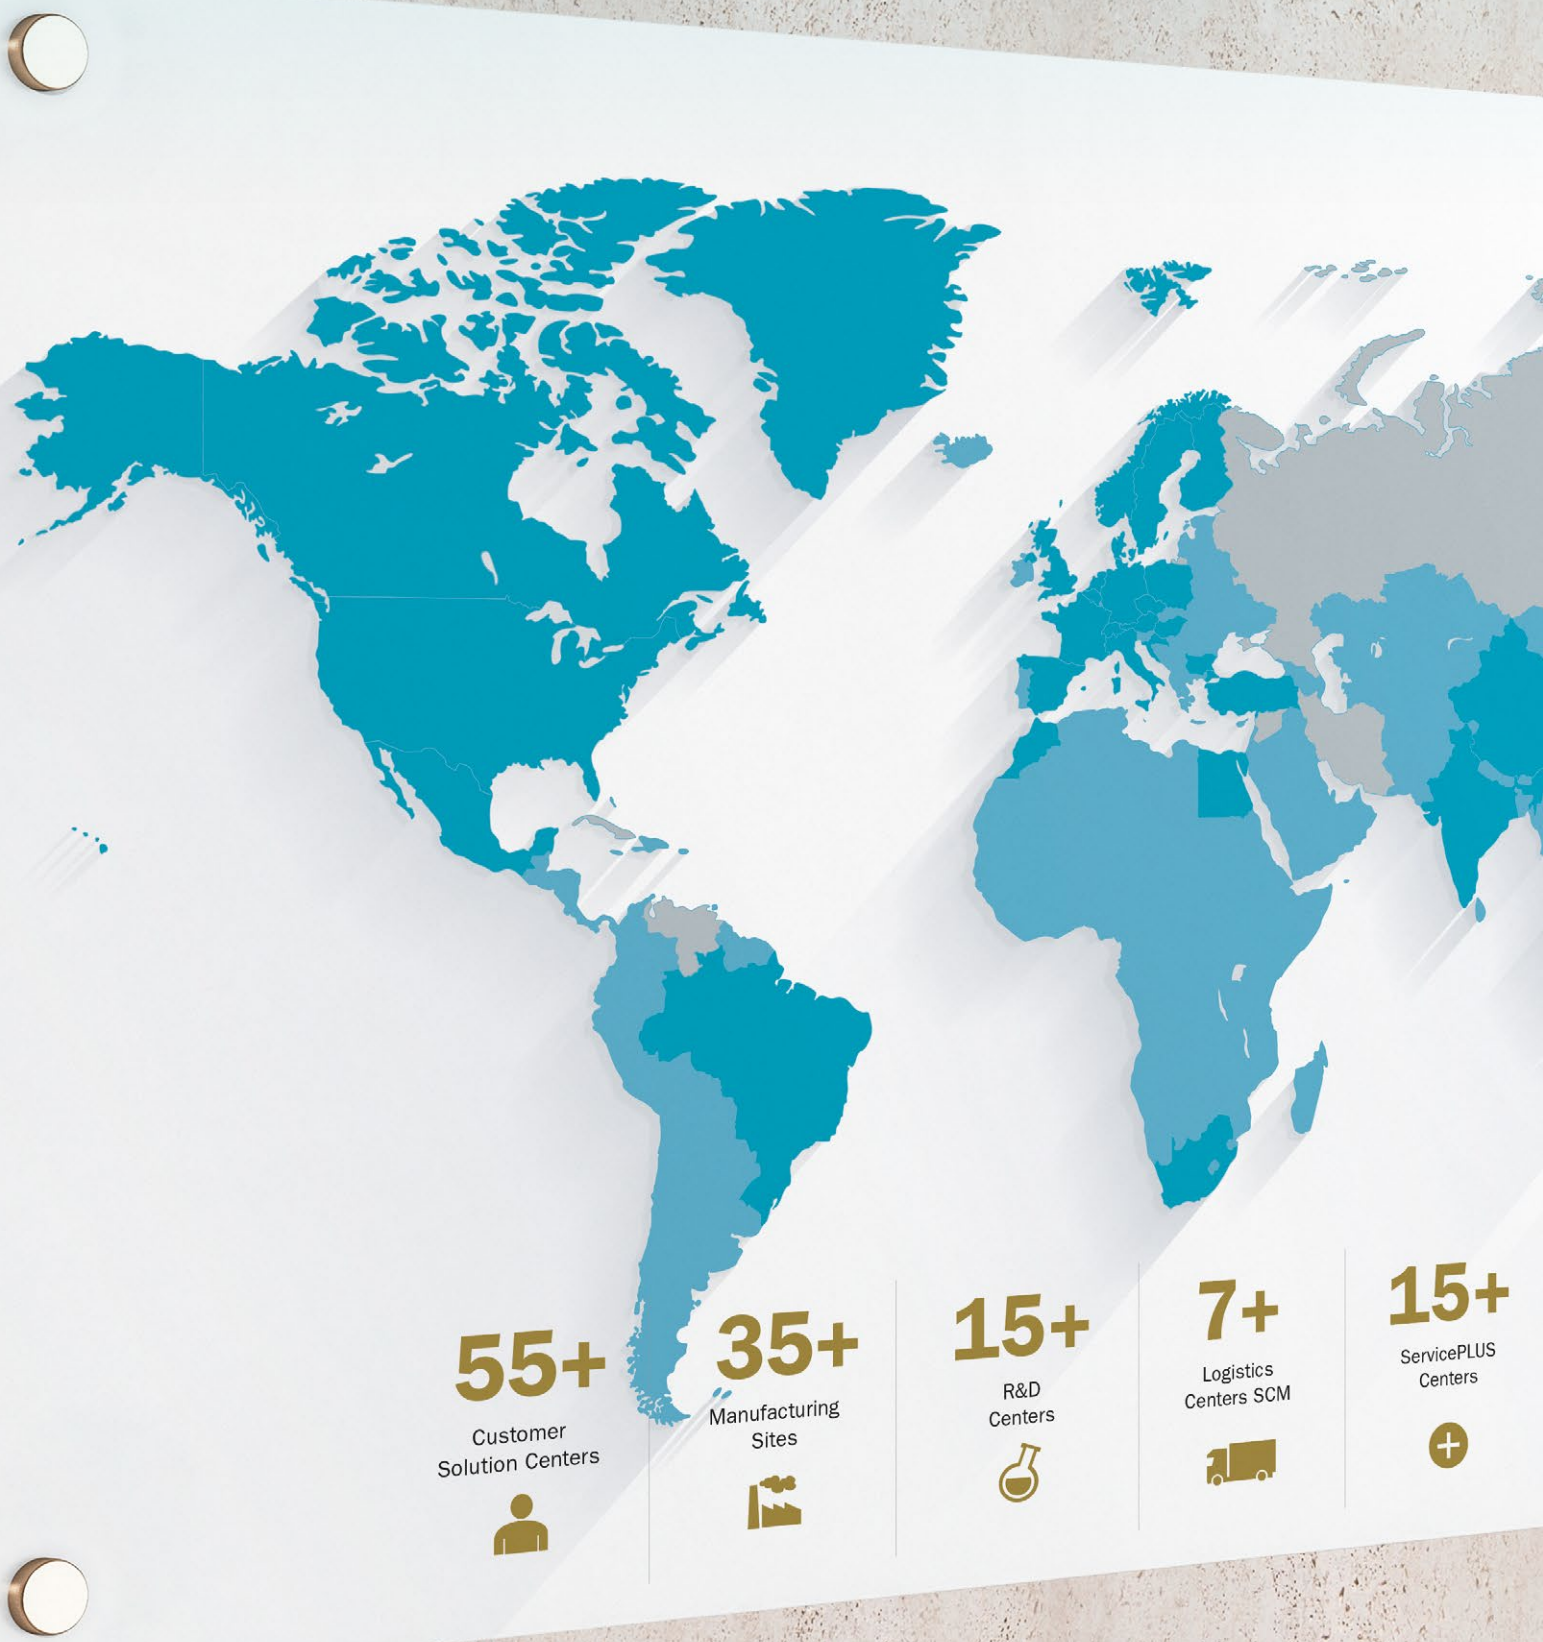 55+
Customer
Solution Centers
35+
Manufacturing
Sites
15+
R&D
Centers
7+
Logistics
Centers SCM
15+
ServicePLUS
Centers